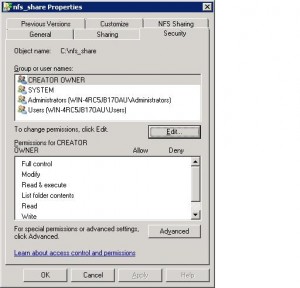 nfs_share Properties
Previous Versions Customize NFS Sharing
General Sharing Security
Object name: C:\nfs_share
Group or user names:
CREATOR OWNER
SYSTEM
Administrators (WIN-4RC5JB17OAU\Administrators)
Users (WIN-4RC5JB17OAU\Users)
To change permissions, click Edit. Edit...
Permissions for CREATOR
OWNER Allow Deny
Full control
Modify
Read & execute
List folder contents
Read
Write
For special permissions or advanced settings,
click Advanced. Advanced
Learn about access control and permissions
OK Cancel Apply Help